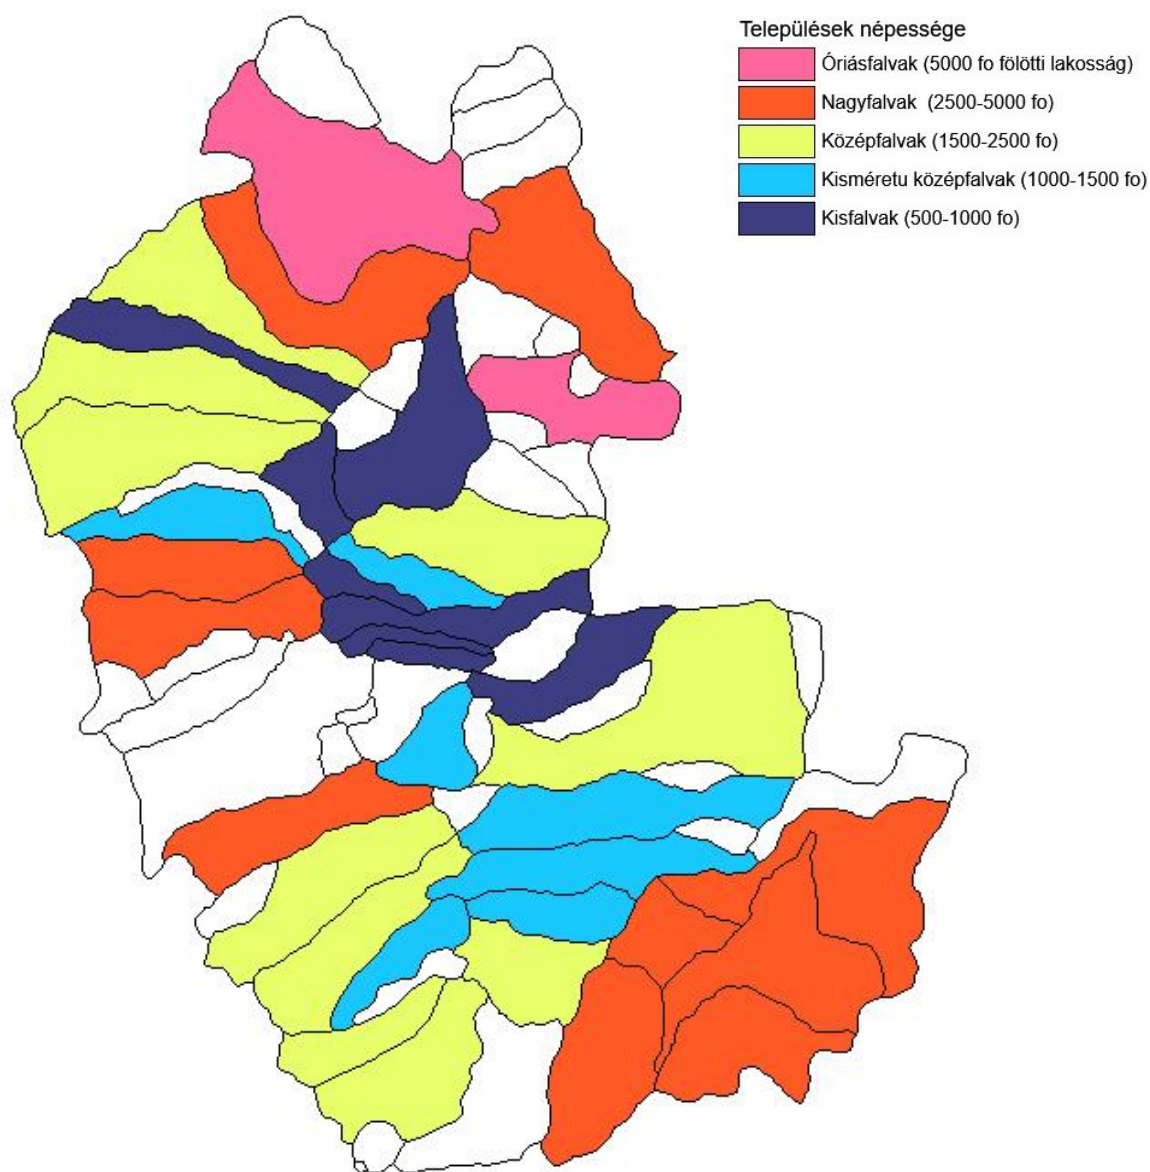 Települések népessége
Óriásfalvak (5000 fo fölötti lakosság)
Nagyfalvak (2500-5000 fo)
Középfalvak (1500-2500 fo)
Kisméretu középfalvak (1000-1500 fo)
Kisfalvak (500-1000 fo)